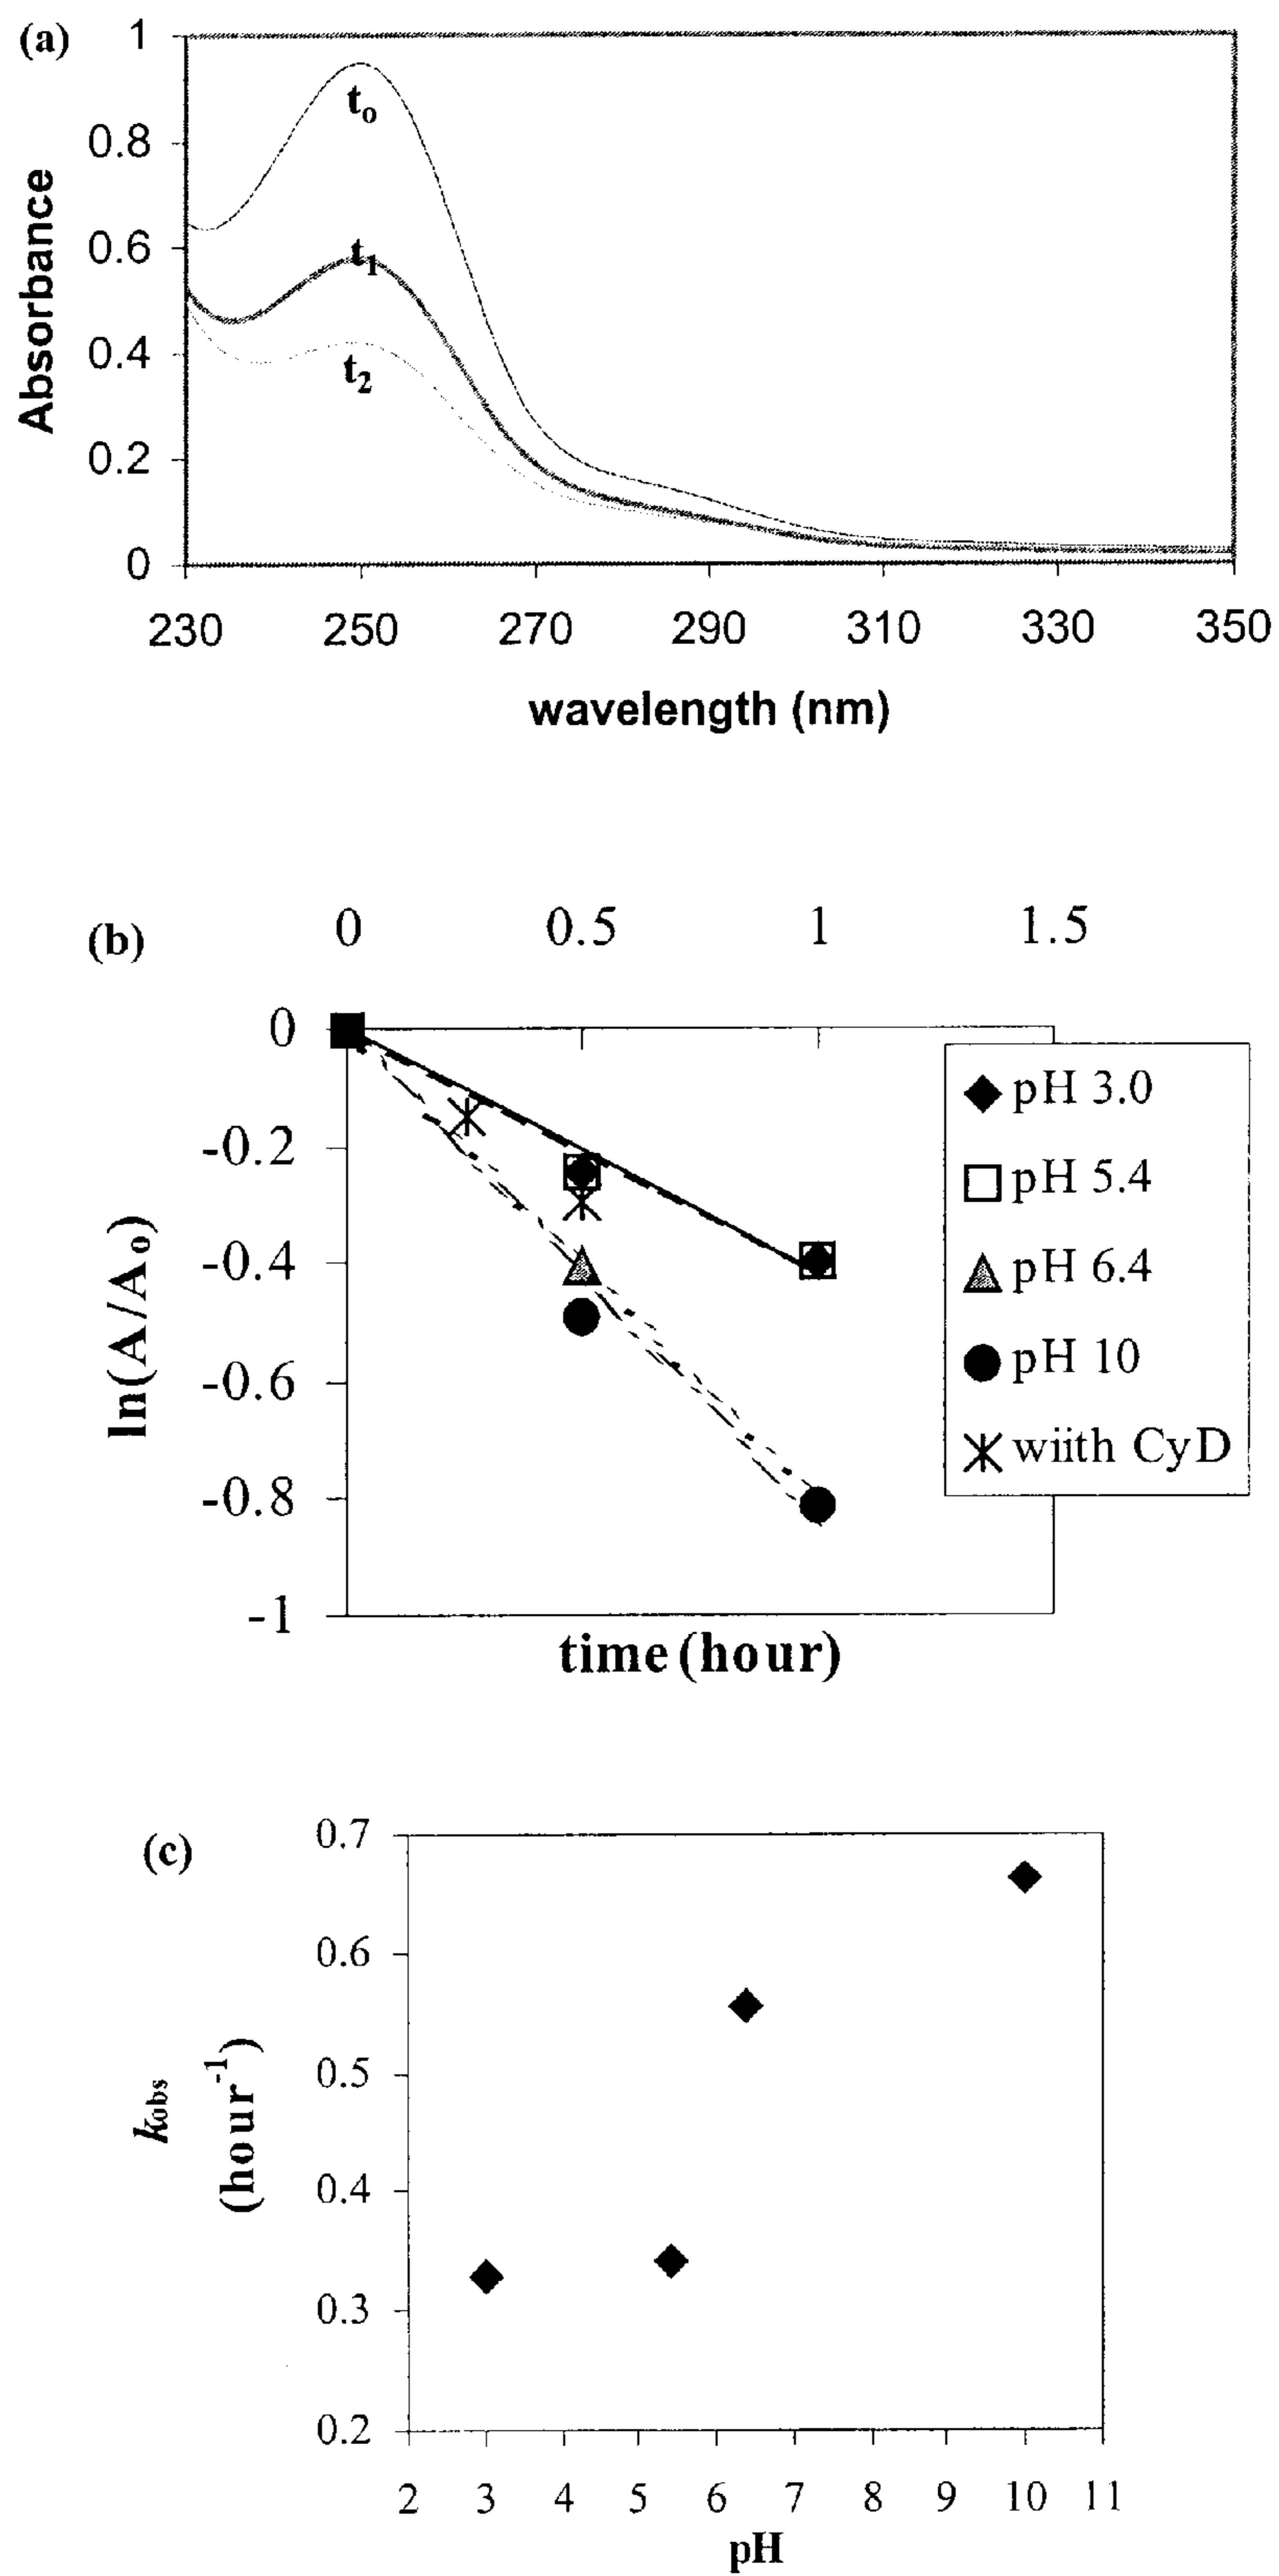 (a)
1
0.8
0.6
0.4
0.2
0
Absorbance
t₀
t₁
t₂
230 250 270 290 310 330 350
wavelength (nm)
(b)
0 0.5 1 1.5
0
-0.2
-0.4
-0.6
-0.8
-1
ln(A/A₀)
pH 3.0
pH 5.4
pH 6.4
pH 10
wiith CyD
time (hour)
(c)
0.7
0.6
0.5
0.4
0.3
0.2
kobs
(hour⁻¹)
2 3 4 5 6 7 8 9 10 11
pH